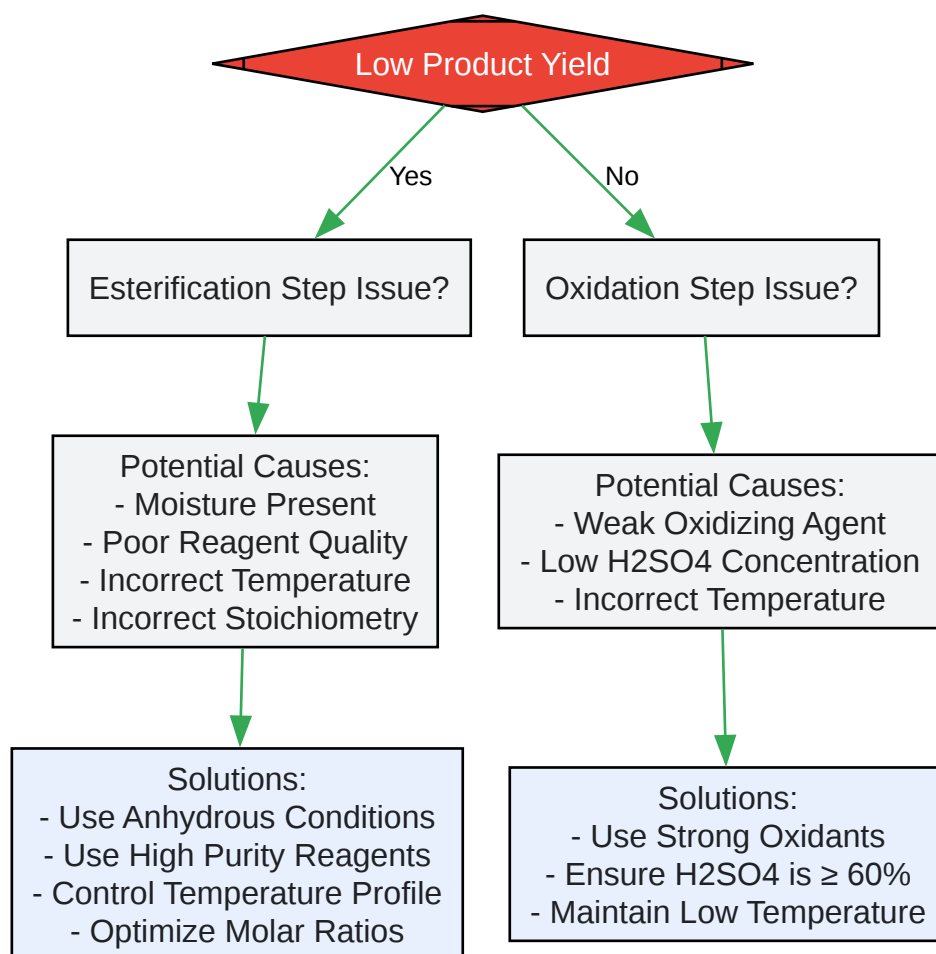 Low Product Yield
Yes
No
Esterification Step Issue?
Oxidation Step Issue?
Potential Causes:
- Moisture Present
- Poor Reagent Quality
- Incorrect Temperature
- Incorrect Stoichiometry
Potential Causes:
- Weak Oxidizing Agent
- Low H2SO4 Concentration
- Incorrect Temperature
Solutions:
- Use Anhydrous Conditions
- Use High Purity Reagents
- Control Temperature Profile
- Optimize Molar Ratios
Solutions:
- Use Strong Oxidants
- Ensure H2SO4 is ≥ 60%
- Maintain Low Temperature